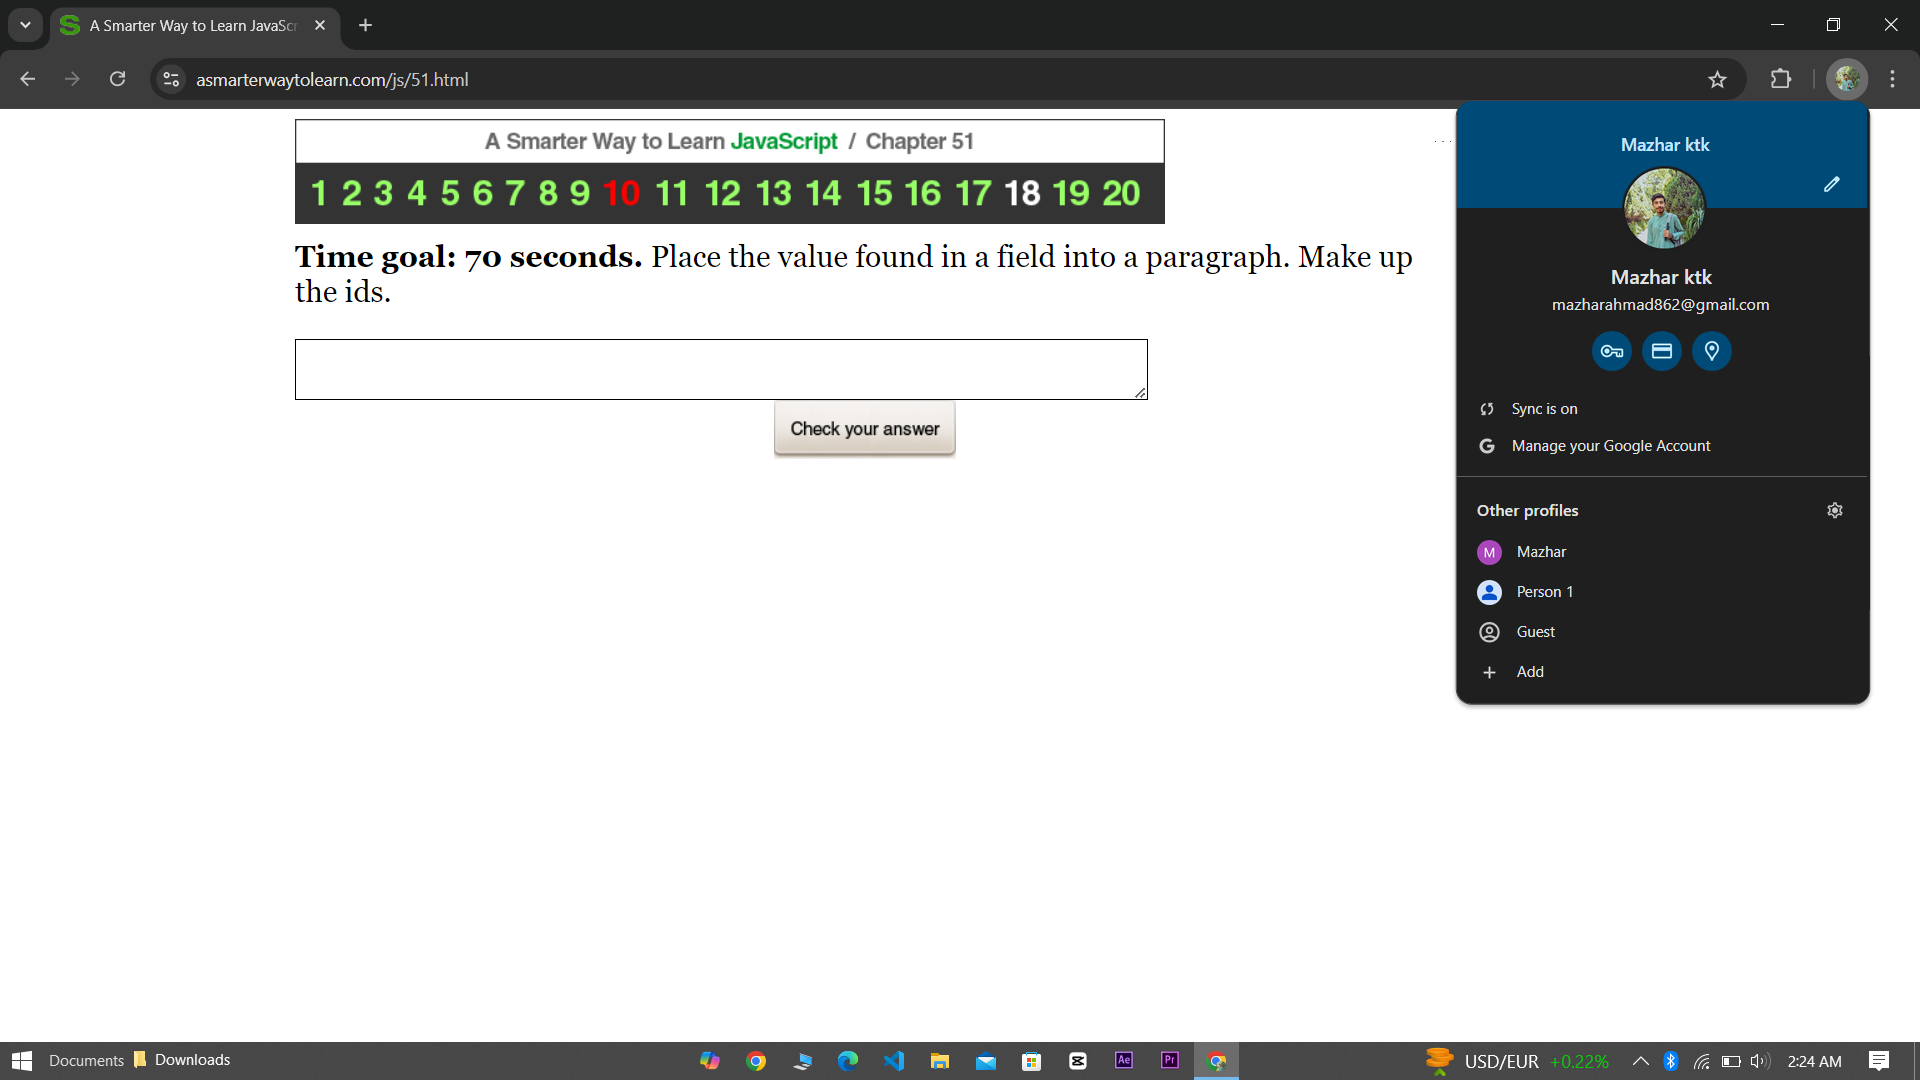 A Smarter Way to Learn JavaScr
asmarterwaytolearn.com/js/51.html
A Smarter Way to Learn JavaScript / Chapter 51
1 2 3 4 5 6 7 8 9 10 11 12 13 14 15 16 17 18 19 20
Time goal: 70 seconds. Place the value found in a field into a paragraph. Make up
the ids.
Check your answer
Mazhar ktk
Mazhar ktk
mazharahmad862@gmail.com
Sync is on
Manage your Google Account
Other profiles
M Mazhar
Person 1
Guest
Add
Documents Downloads Ae Pr USD/EUR +0.22% 2:24 AM